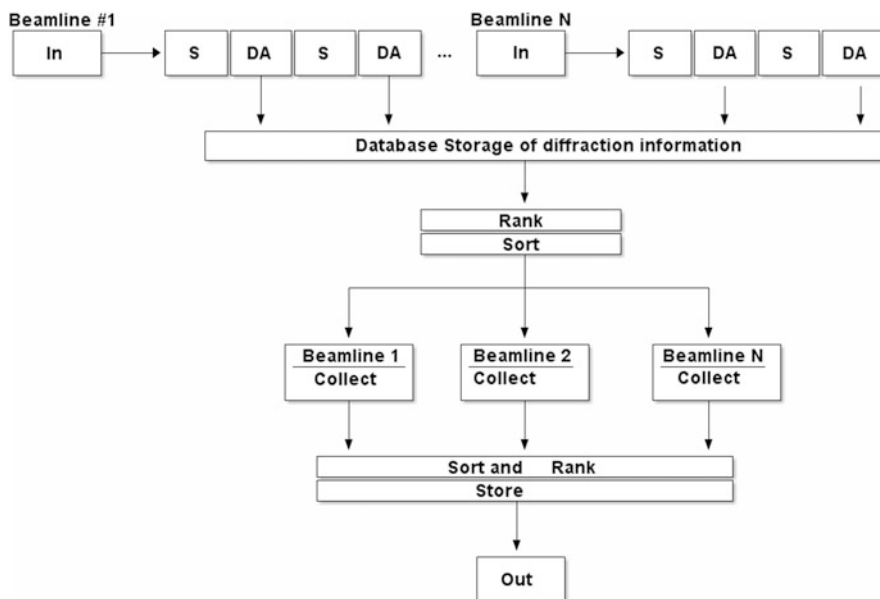 Beamline #1
Beamline N
In
S
DA
S
DA
...
In
S
DA
S
DA
Database Storage of diffraction information
Rank
Sort
Beamline 1
Collect
Beamline 2
Collect
Beamline N
Collect
Sort and Rank
Store
Out